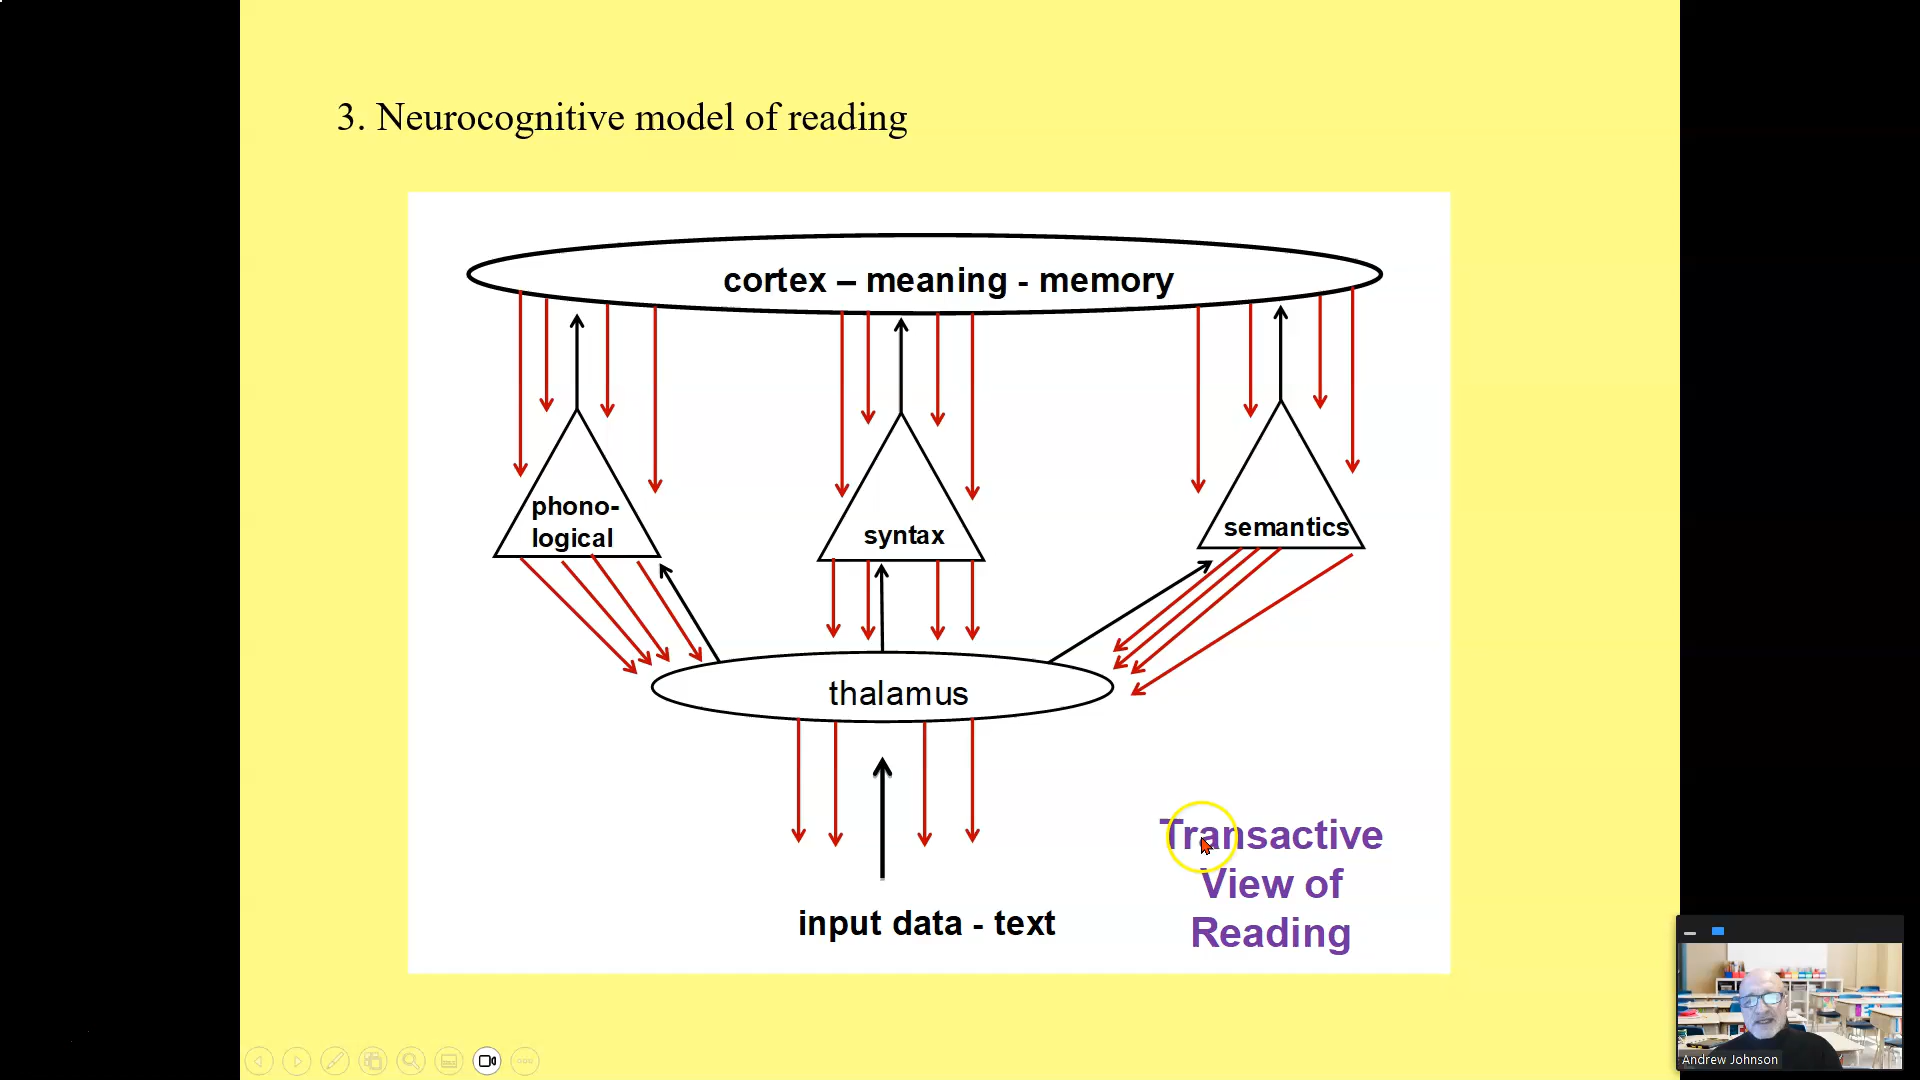 3. Neurocognitive model of reading
cortex – meaning - memory
phono-
logical
syntax
semantics
thalamus
input data - text
Transactive
View of
Reading
Andrew Johnson